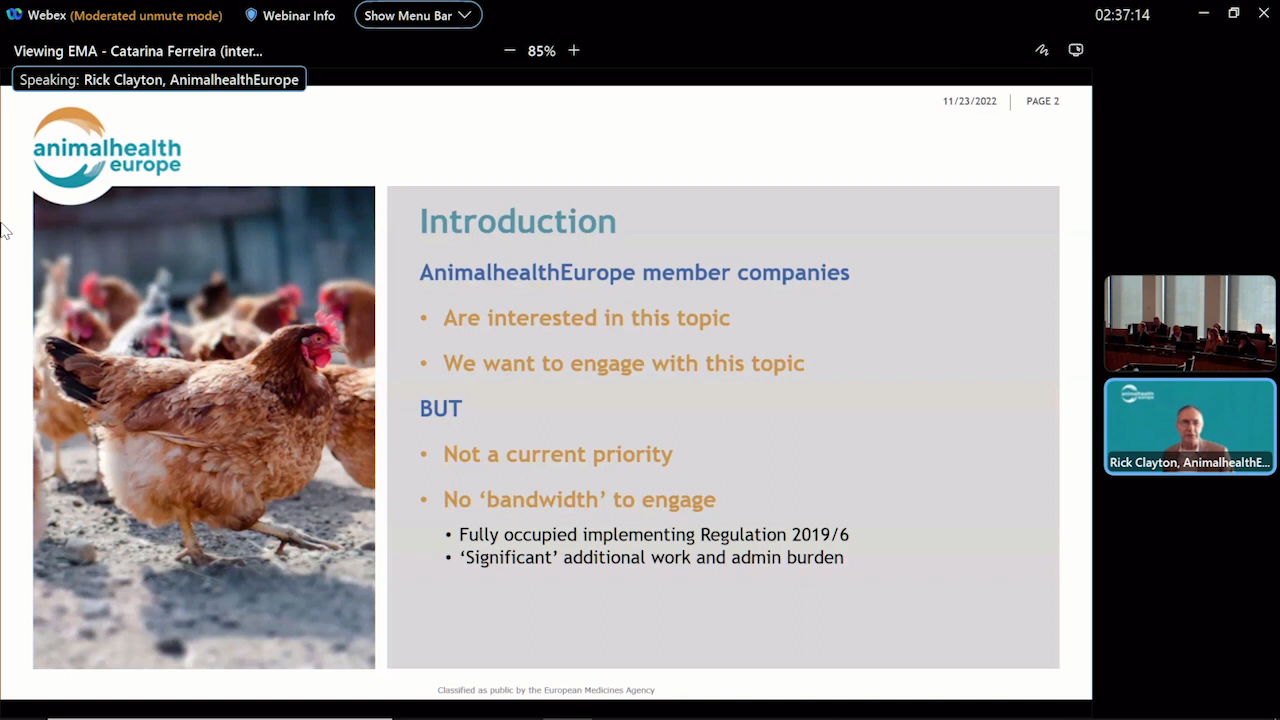 Webex (Moderated unmute mode) Webinar Info Show Menu Bar 02:37:14
Viewing EMA - Catarina Ferreira (inter... 85%
Speaking: Rick Clayton, AnimalhealthEurope
11/23/2022 PAGE 2
animalhealth
europe
Introduction
AnimalhealthEurope member companies
• Are interested in this topic
• We want to engage with this topic
BUT
• Not a current priority
• No ‘bandwidth’ to engage
• Fully occupied implementing Regulation 2019/6
• ‘Significant’ additional work and admin burden
Classified as public by the European Medicines Agency
animalhealth
europe
Rick Clayton, AnimalhealthE...